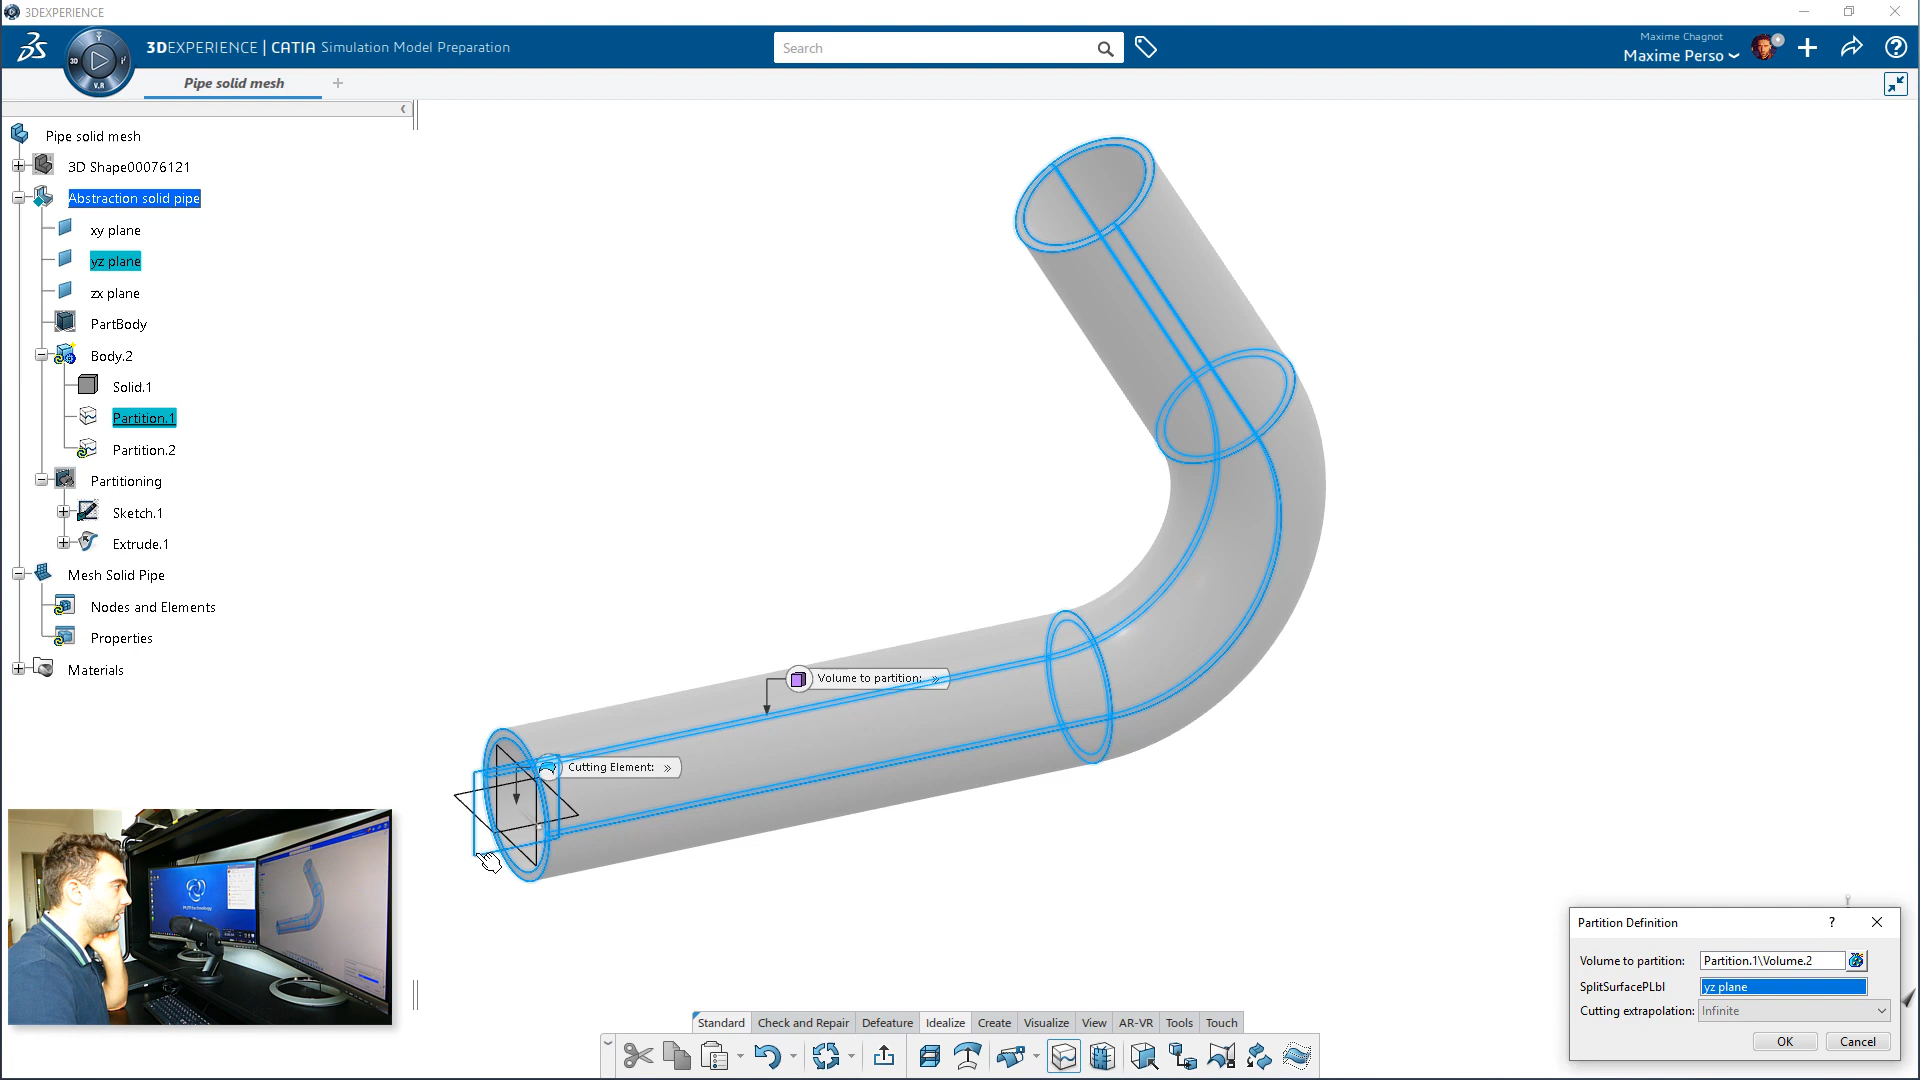 3DEXPERIENCE
3DEXPERIENCE | CATIA Simulation Model Preparation
Search
Maxime Chagnot
Maxime Perso
3D
V.R
Pipe solid mesh
Pipe solid mesh
3D Shape00076121
Abstraction solid pipe
xy plane
yz plane
zx plane
PartBody
Body.2
Solid.1
Partition.1
Partition.2
Partitioning
Sketch.1
Extrude.1
Mesh Solid Pipe
Nodes and Elements
Properties
Materials
Volume to partition:
Cutting Element:
Partition Definition
Volume to partition: Partition.1\Volume.2
SplitSurfacePLbl yz plane
Cutting extrapolation: Infinite
OK Cancel
Standard Check and Repair Defeature Idealize Create Visualize View AR-VR Tools Touch